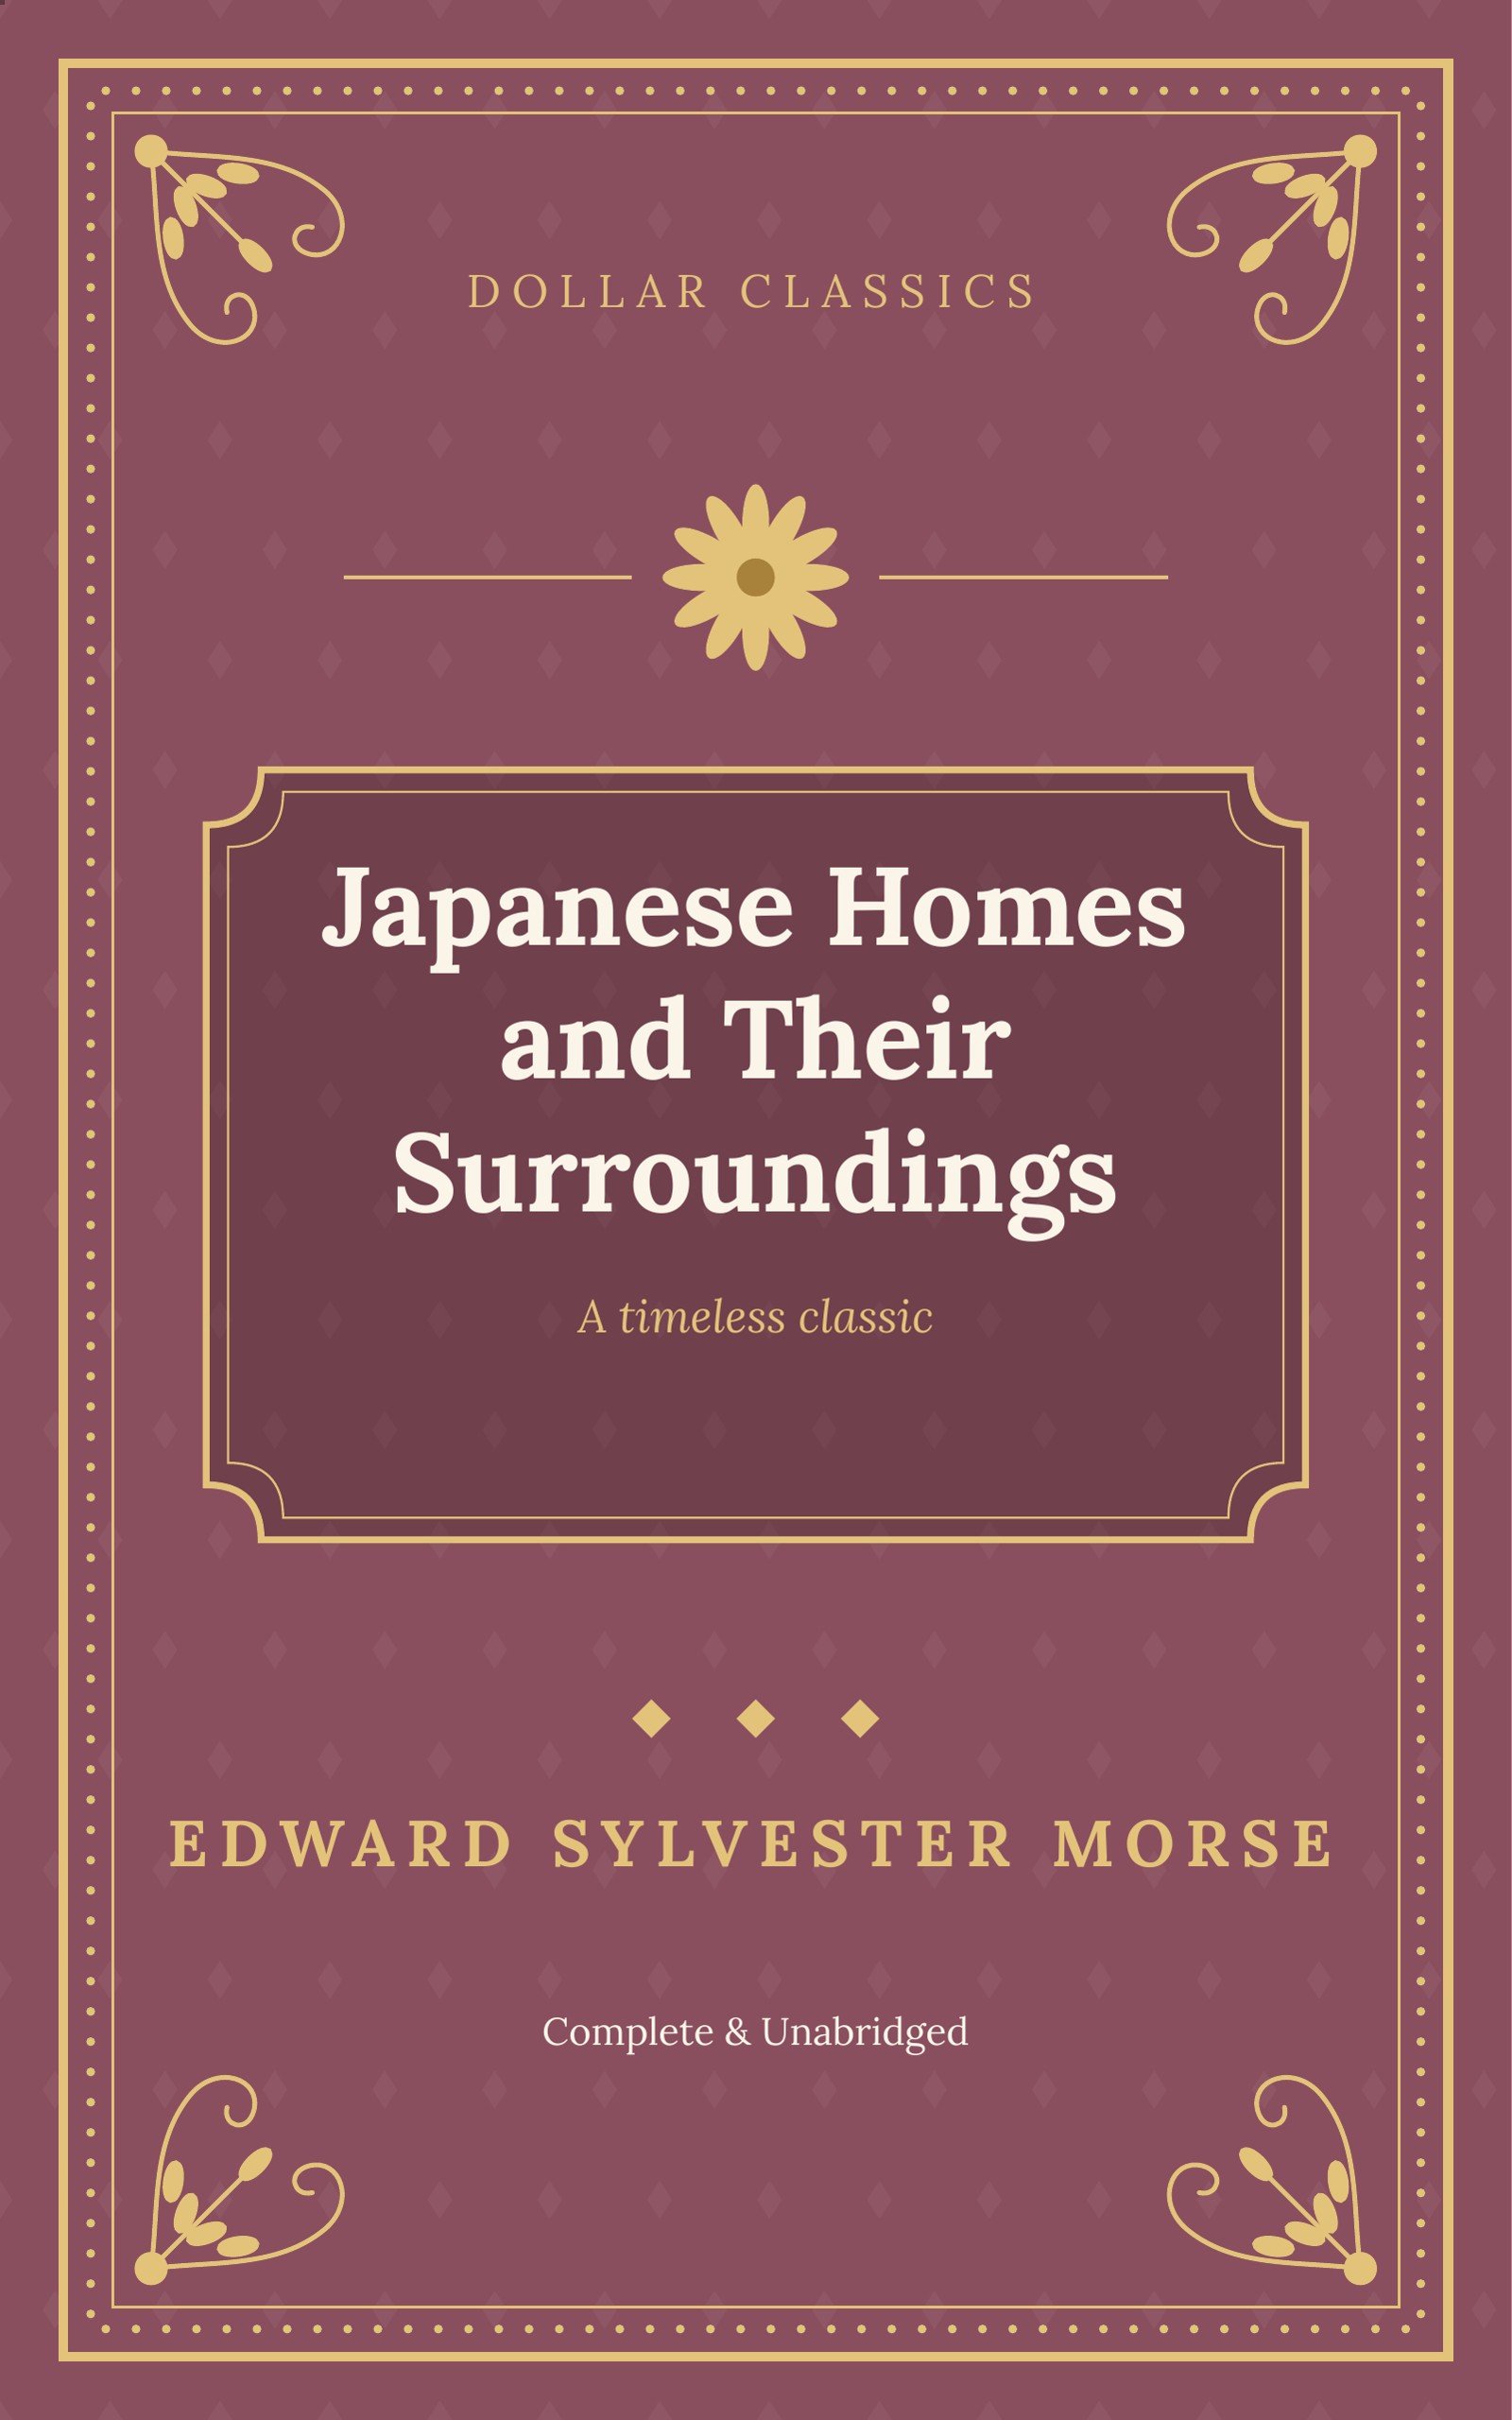 DOLLAR CLASSICS
Japanese Homes
and Their
Surroundings
A timeless classic
EDWARD SYLVESTER MORSE
Complete & Unabridged